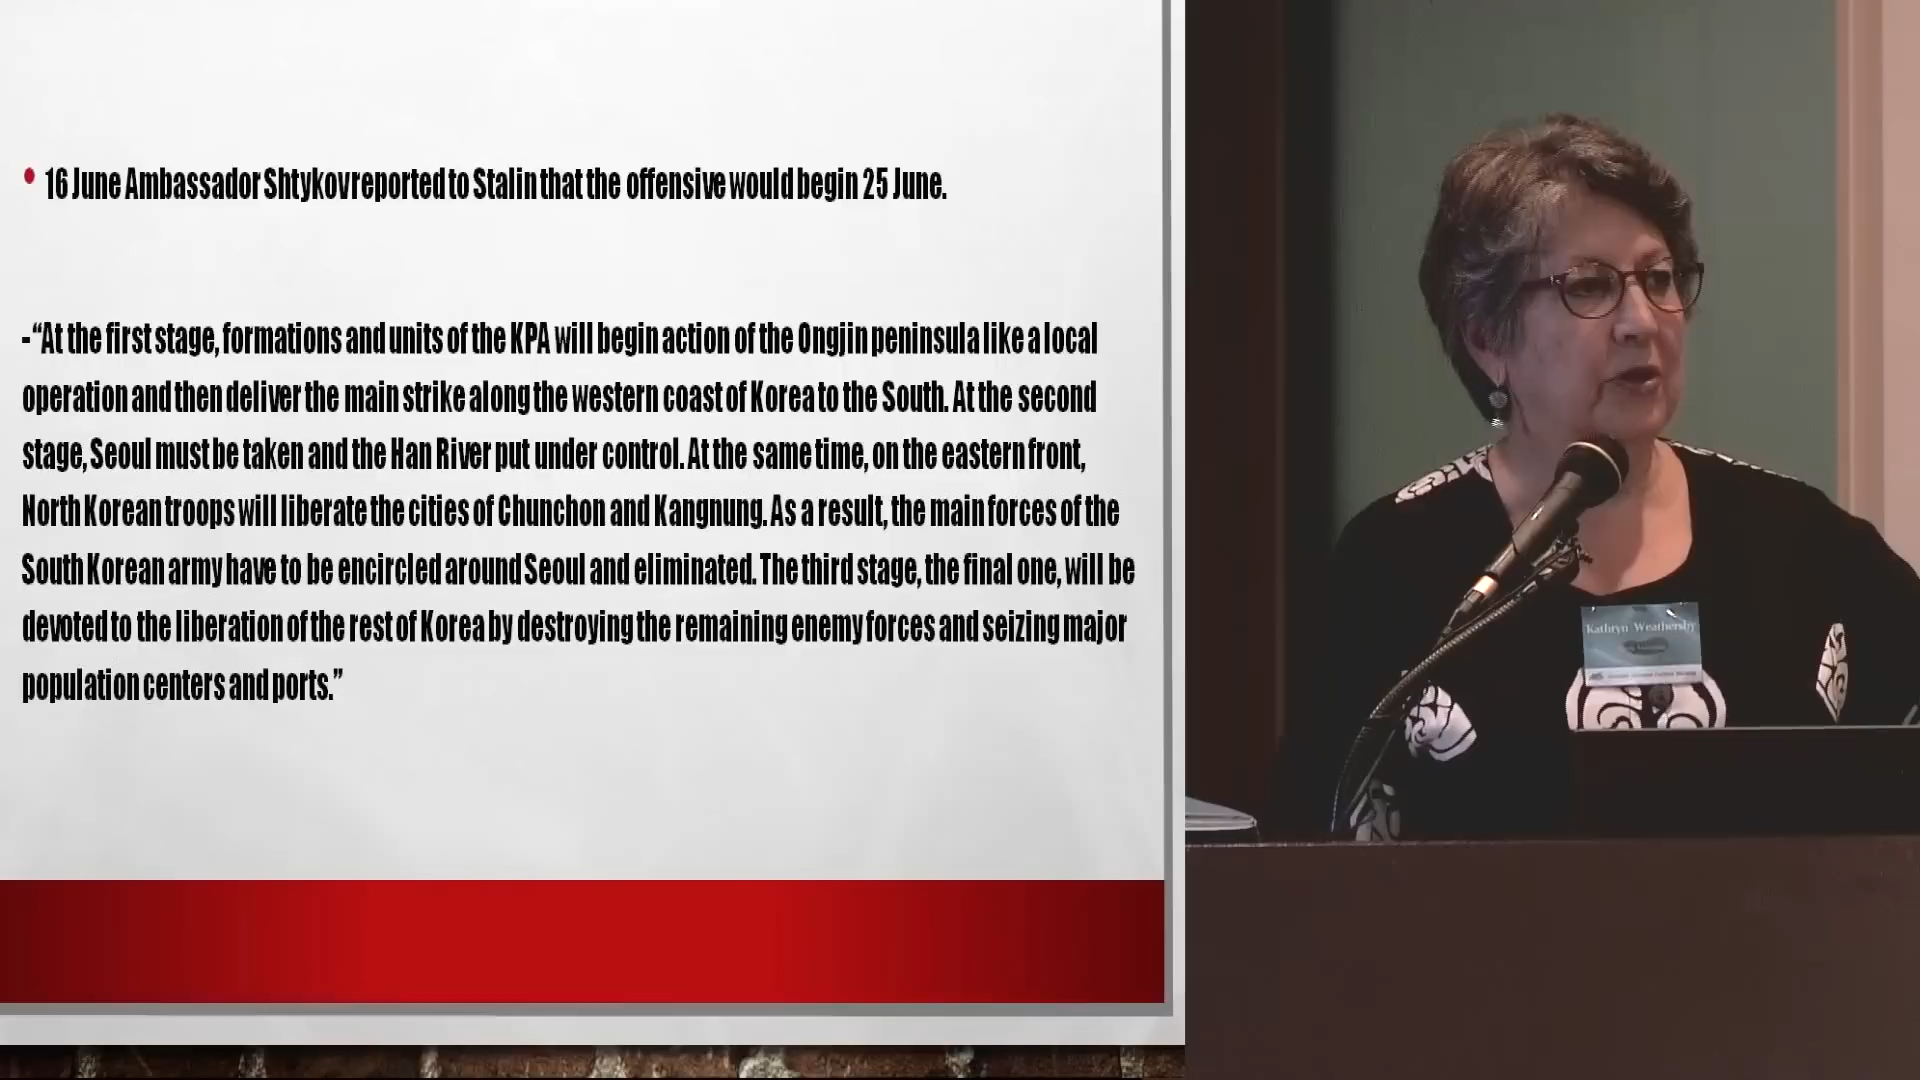 • 16 June Ambassador Shtykov reported to Stalin that the offensive would begin 25 June.
-“At the first stage, formations and units of the KPA will begin action of the Ongjin peninsula like a local
operation and then deliver the main strike along the western coast of Korea to the South. At the second
stage, Seoul must be taken and the Han River put under control. At the same time, on the eastern front,
North Korean troops will liberate the cities of Chunchon and Kangnung. As a result, the main forces of the
South Korean army have to be encircled around Seoul and eliminated. The third stage, the final one, will be
devoted to the liberation of the rest of Korea by destroying the remaining enemy forces and seizing major
population centers and ports.”
Kathryn Weathersby